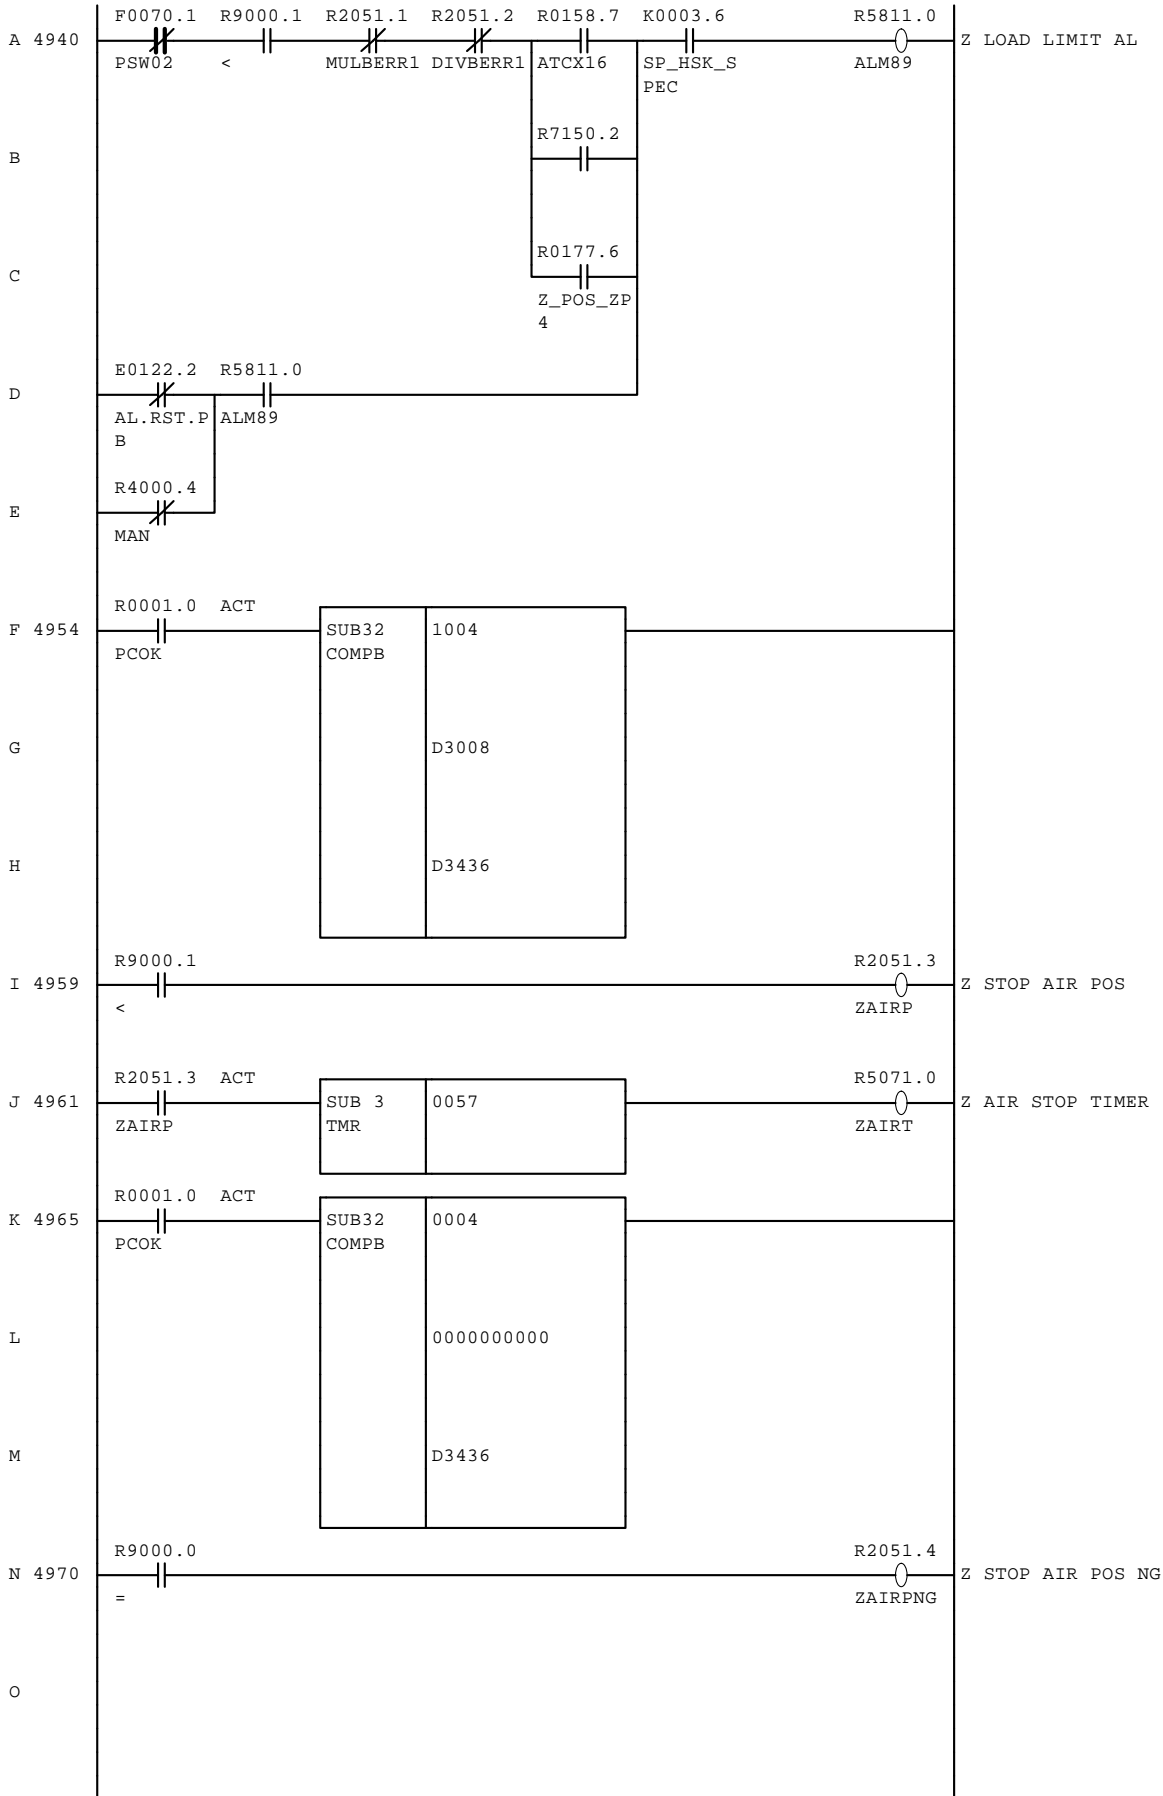 F0070.1 R9000.1 R2051.1 R2051.2 R0158.7 K0003.6 R5811.0
A 4940 Z LOAD LIMIT AL
PSW02 < MULBERR1 DIVBERR1 ATCX16 SP_HSK_S ALM89
PEC
R7150.2
B
R0177.6
C
Z_POS_ZP
4
E0122.2 R5811.0
D
AL.RST.P ALM89
B
R4000.4
E
MAN
R0001.0 ACT
F 4954 SUB32 1004
PCOK COMPB
G D3008
H D3436
R9000.1 R2051.3
I 4959 Z STOP AIR POS
< ZAIRP
R2051.3 ACT R5071.0
J 4961 SUB 3 0057 Z AIR STOP TIMER
ZAIRP TMR ZAIRT
R0001.0 ACT
K 4965 SUB32 0004
PCOK COMPB
L 0000000000
M D3436
R9000.0 R2051.4
N 4970 Z STOP AIR POS NG
= ZAIRPNG
O